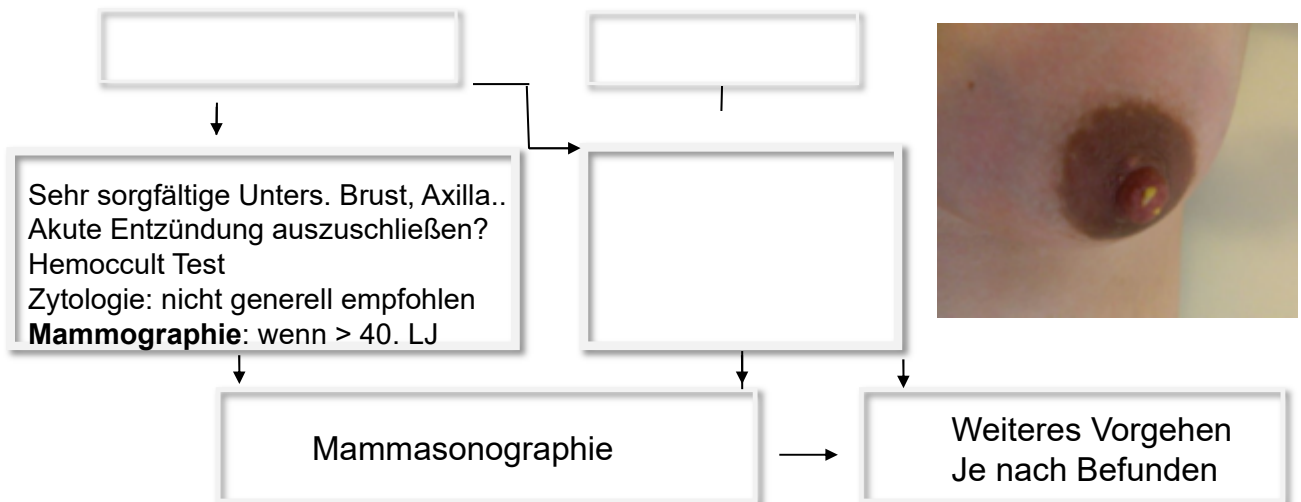 Sehr sorgfältige Unters. Brust, Axilla..
Akute Entzündung auszuschließen?
Hemoccult Test
Zytologie: nicht generell empfohlen
Mammographie: wenn > 40. LJ
Mammasonographie
Weiteres Vorgehen
Je nach Befunden